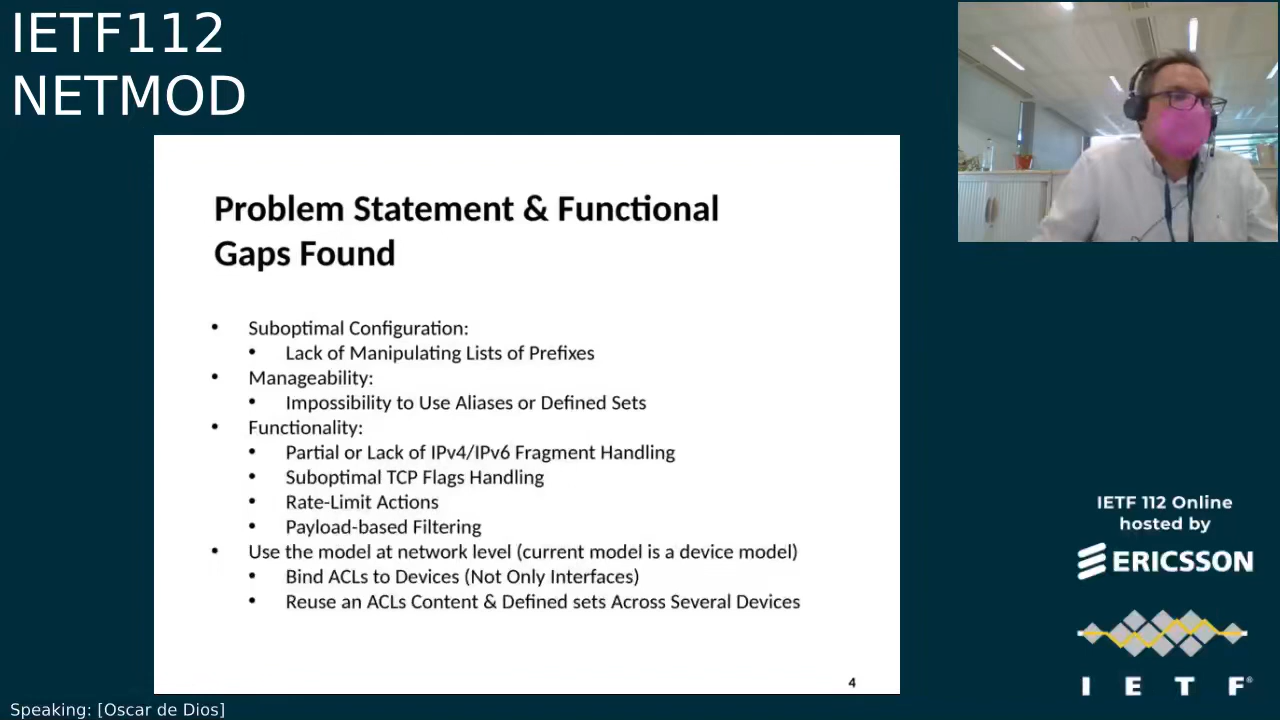 IETF112
NETMOD
Problem Statement & Functional
Gaps Found
• Suboptimal Configuration:
• Lack of Manipulating Lists of Prefixes
• Manageability:
• Impossibility to Use Aliases or Defined Sets
• Functionality:
• Partial or Lack of IPv4/IPv6 Fragment Handling
• Suboptimal TCP Flags Handling
• Rate-Limit Actions
• Payload-based Filtering
• Use the model at network level (current model is a device model)
• Bind ACLs to Devices (Not Only Interfaces)
• Reuse an ACLs Content & Defined sets Across Several Devices
4
IETF 112 Online
hosted by
ERICSSON
I E T F®
Speaking: [Oscar de Dios]